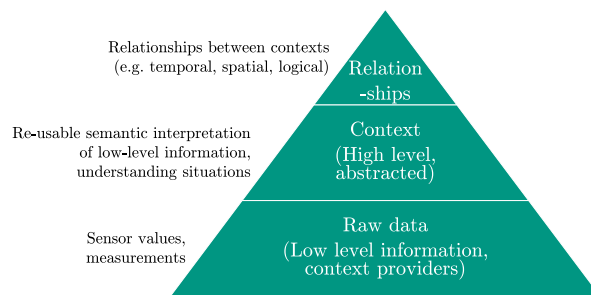 Relationships between contexts
(e.g. temporal, spatial, logical)
Relation
-ships
Re-usable semantic interpretation
of low-level information,
understanding situations
Context
(High level,
abstracted)
Sensor values,
measurements
Raw data
(Low level information,
context providers)